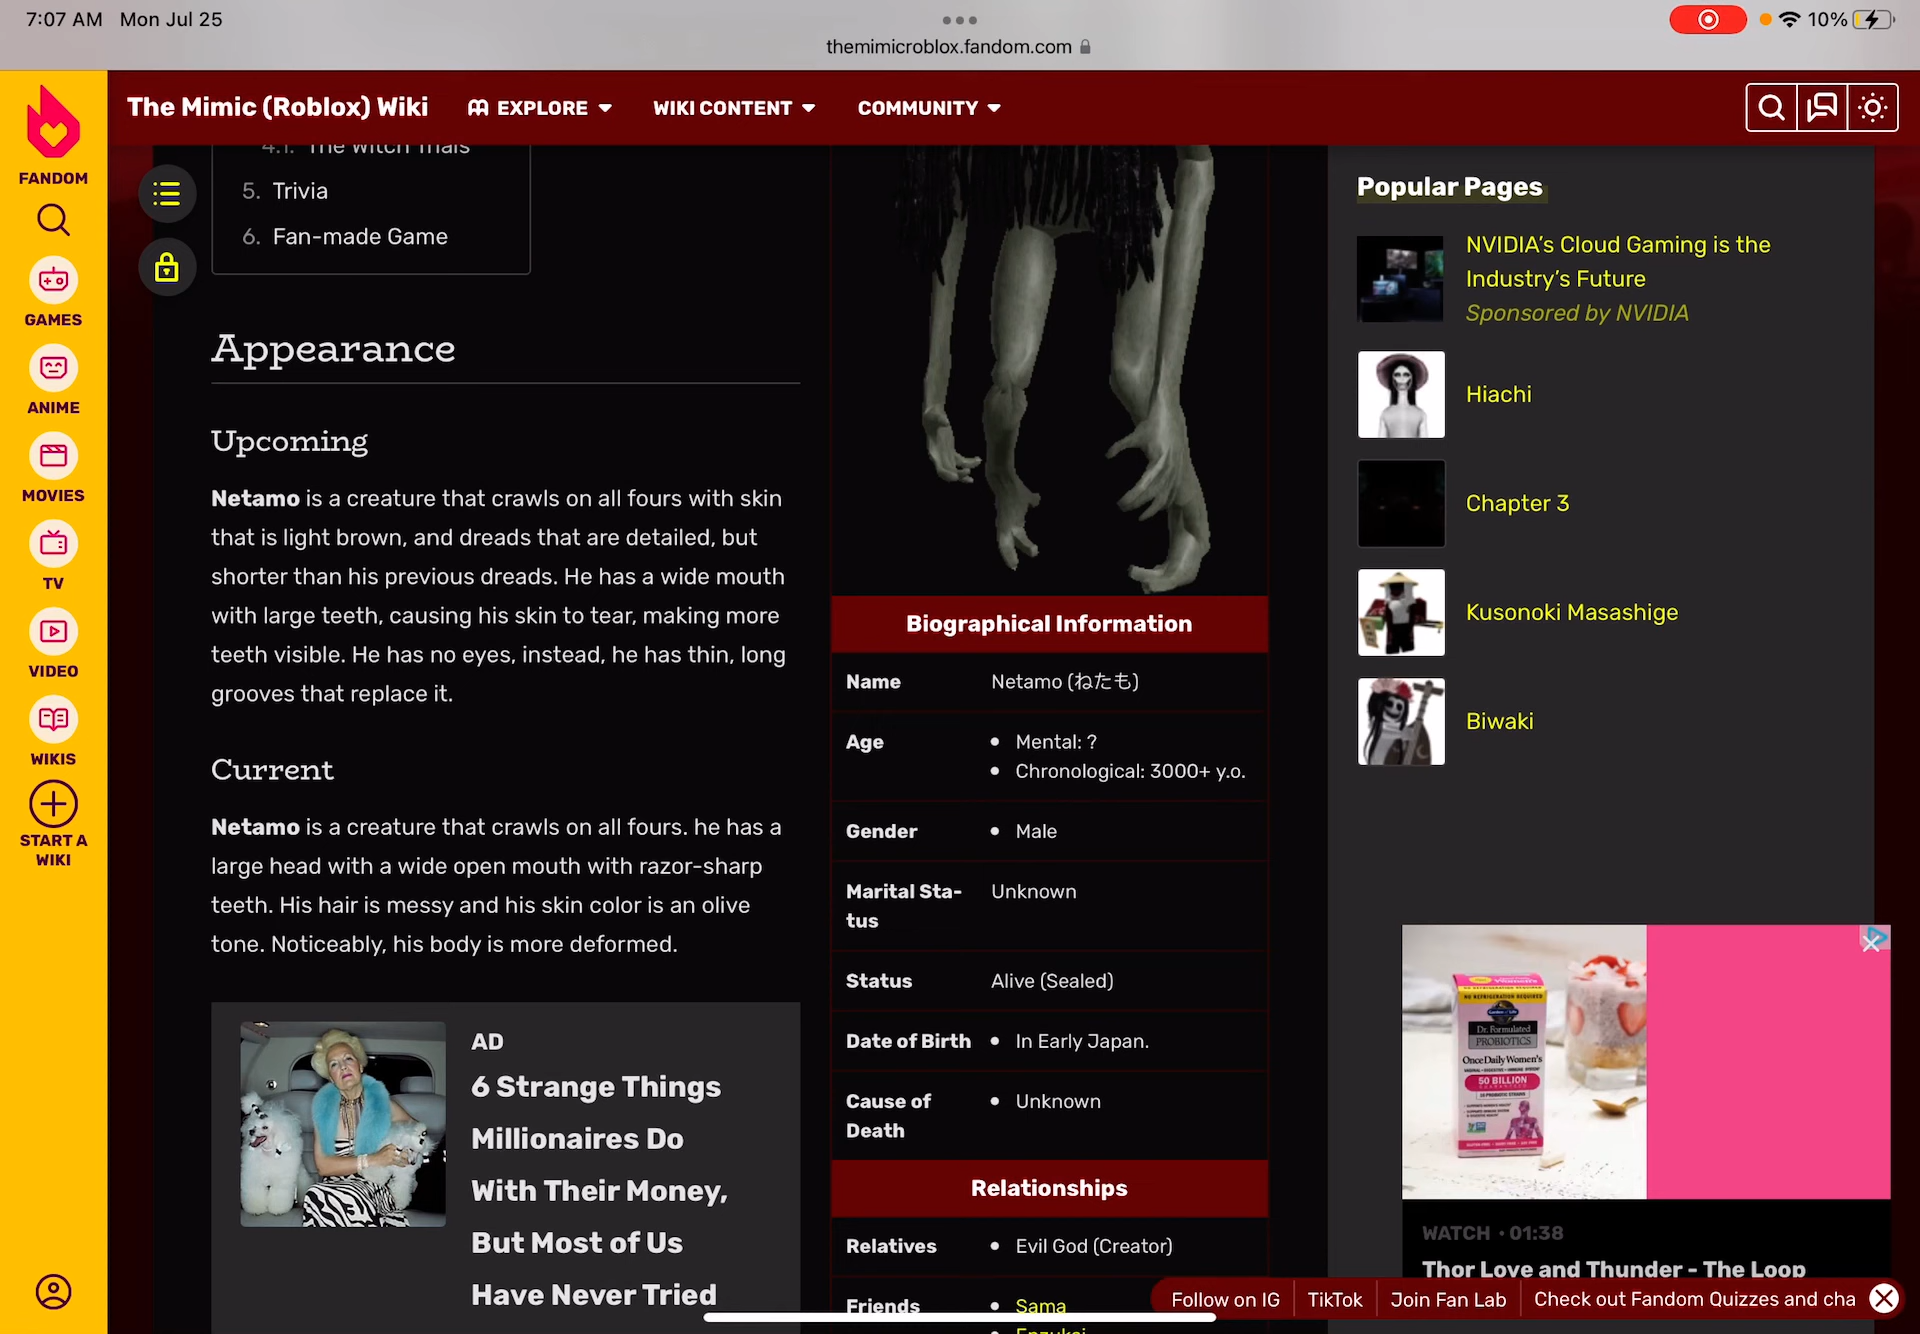 7:07 AM Mon Jul 25
10%
themimicroblox.fandom.com
The Mimic (Roblox) Wiki
EXPLORE
WIKI CONTENT
COMMUNITY
FANDOM
GAMES
ANIME
MOVIES
TV
VIDEO
WIKIS
START A
WIKI
4.1. The Witch Trials
5. Trivia
6. Fan-made Game
Appearance
Upcoming
Netamo is a creature that crawls on all fours with skin
that is light brown, and dreads that are detailed, but
shorter than his previous dreads. He has a wide mouth
with large teeth, causing his skin to tear, making more
teeth visible. He has no eyes, instead, he has thin, long
grooves that replace it.
Current
Netamo is a creature that crawls on all fours. he has a
large head with a wide open mouth with razor-sharp
teeth. His hair is messy and his skin color is an olive
tone. Noticeably, his body is more deformed.
AD
6 Strange Things
Millionaires Do
With Their Money,
But Most of Us
Have Never Tried
Biographical Information
Name Netamo (ねたも)
Age
Mental: ?
Chronological: 3000+ y.o.
Gender Male
Marital Sta-
tus
Unknown
Status Alive (Sealed)
Date of Birth In Early Japan.
Cause of
Death
Unknown
Relationships
Relatives Evil God (Creator)
Friends Sama
Enzukai
Popular Pages
NVIDIA's Cloud Gaming is the
Industry's Future
Sponsored by NVIDIA
Hiachi
Chapter 3
Kusonoki Masashige
Biwaki
NO REFRIGERATION REQUIRED
Garden of Life
Dr. Formulated
PROBIOTICS
Once Daily Women's
50 BILLION
WATCH • 01:38
Thor Love and Thunder - The Loop
Follow on IG
TikTok
Join Fan Lab
Check out Fandom Quizzes and cha